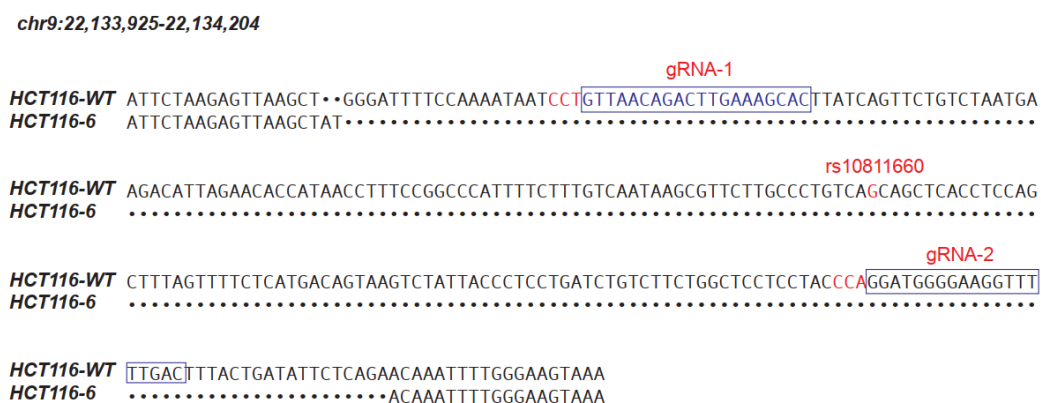 chr9:22,133,925-22,134,204
gRNA-1
HCT116-WT ATTCTAAGAGTTAAGCT••GGGATTTTCCAAAATAATCCTGTTAACAGACTTGAAAGCACTTATCAGTTCTGTCTAATGA
HCT116-6 ATTCTAAGAGTTAAGCTAT•••••••••••••••••••••••••••••••••••••••••••••••••••••••••••••
rs10811660
HCT116-WT AGACATTAGAACACCATAACCTTTCCGGCCCATTTTCTTTGTCAATAAGCGTTCTTGCCCTGTCAGCAGCTCACCTCCAG
HCT116-6 ••••••••••••••••••••••••••••••••••••••••••••••••••••••••••••••••••••••••••••••••
gRNA-2
HCT116-WT CTTTAGTTTTCTCATGACAGTAAGTCTATTACCCTCCTGATCTGTCTTCTGGCTCCTCCTACCCAGGATGGGGAAGGTTT
HCT116-6 ••••••••••••••••••••••••••••••••••••••••••••••••••••••••••••••••••••••••••••••••
HCT116-WT TTGACTTTACTGATATTCTCAGAACAAATTTTGGGAAGTAAA
HCT116-6 •••••••••••••••••••••••ACAAATTTTGGGAAGTAAA